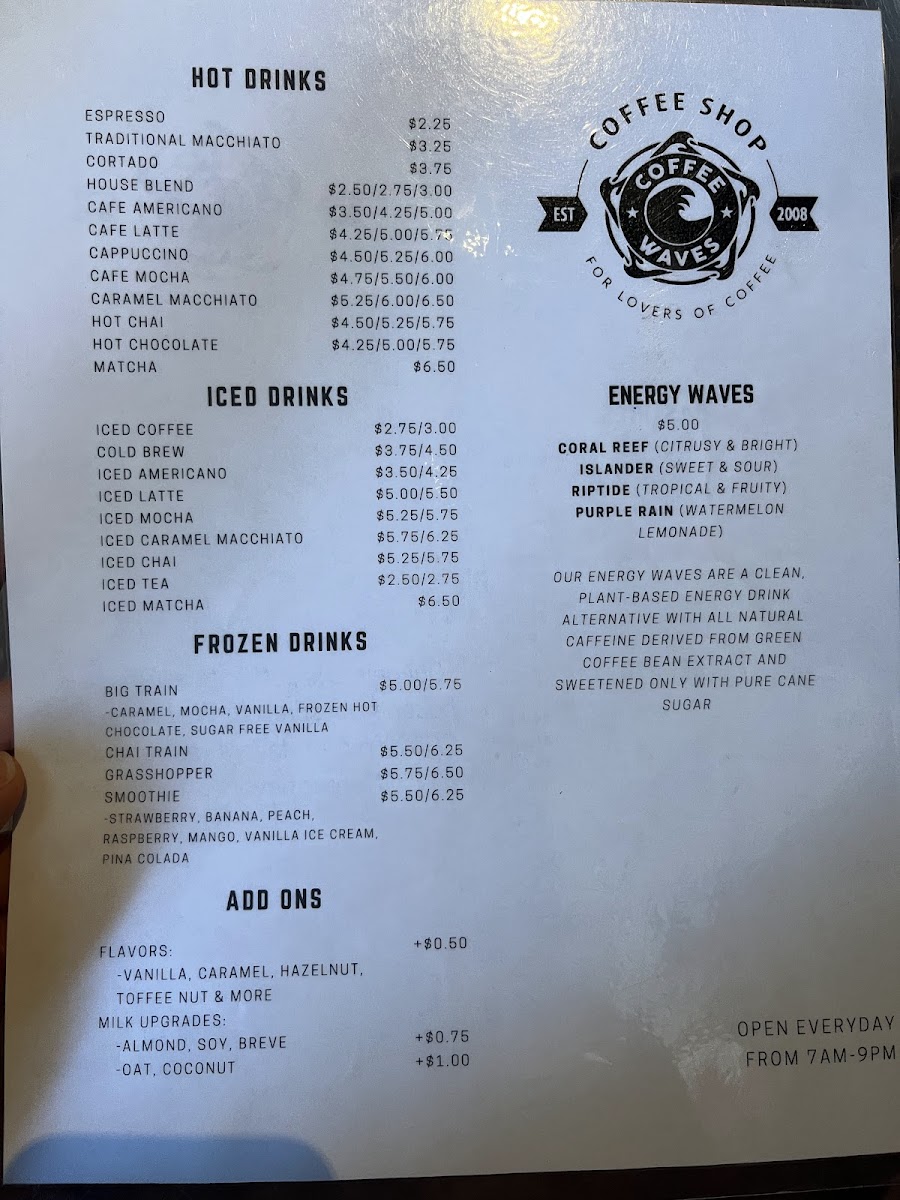 HOT DRINKS
ESPRESSO $2.25
TRADITIONAL MACCHIATO $3.25
CORTADO $3.75
HOUSE BLEND $2.50/2.75/3.00
CAFE AMERICANO $3.50/4.25/5.00
CAFE LATTE $4.25/5.00/5.75
CAPPUCCINO $4.50/5.25/6.00
CAFE MOCHA $4.75/5.50/6.00
CARAMEL MACCHIATO $5.25/6.00/6.50
HOT CHAI $4.50/5.25/5.75
HOT CHOCOLATE $4.25/5.00/5.75
MATCHA $6.50
ICED DRINKS
ICED COFFEE $2.75/3.00
COLD BREW $3.75/4.50
ICED AMERICANO $3.50/4.25
ICED LATTE $5.00/5.50
ICED MOCHA $5.25/5.75
ICED CARAMEL MACCHIATO $5.75/6.25
ICED CHAI $5.25/5.75
ICED TEA $2.50/2.75
ICED MATCHA $6.50
FROZEN DRINKS
BIG TRAIN $5.00/5.75
-CARAMEL, MOCHA, VANILLA, FROZEN HOT
CHOCOLATE, SUGAR FREE VANILLA
CHAI TRAIN $5.50/6.25
GRASSHOPPER $5.75/6.50
SMOOTHIE $5.50/6.25
-STRAWBERRY, BANANA, PEACH,
RASPBERRY, MANGO, VANILLA ICE CREAM,
PINA COLADA
ADD ONS
FLAVORS: +$0.50
-VANILLA, CARAMEL, HAZELNUT,
TOFFEE NUT & MORE
MILK UPGRADES:
-ALMOND, SOY, BREVE +$0.75
-OAT, COCONUT +$1.00
COFFEE SHOP
COFFEE
EST 2008
WAVES
FOR LOVERS OF COFFEE
ENERGY WAVES
$5.00
CORAL REEF (CITRUSY & BRIGHT)
ISLANDER (SWEET & SOUR)
RIPTIDE (TROPICAL & FRUITY)
PURPLE RAIN (WATERMELON
LEMONADE)
OUR ENERGY WAVES ARE A CLEAN,
PLANT-BASED ENERGY DRINK
ALTERNATIVE WITH ALL NATURAL
CAFFEINE DERIVED FROM GREEN
COFFEE BEAN EXTRACT AND
SWEETENED ONLY WITH PURE CANE
SUGAR
OPEN EVERYDAY
FROM 7AM-9PM